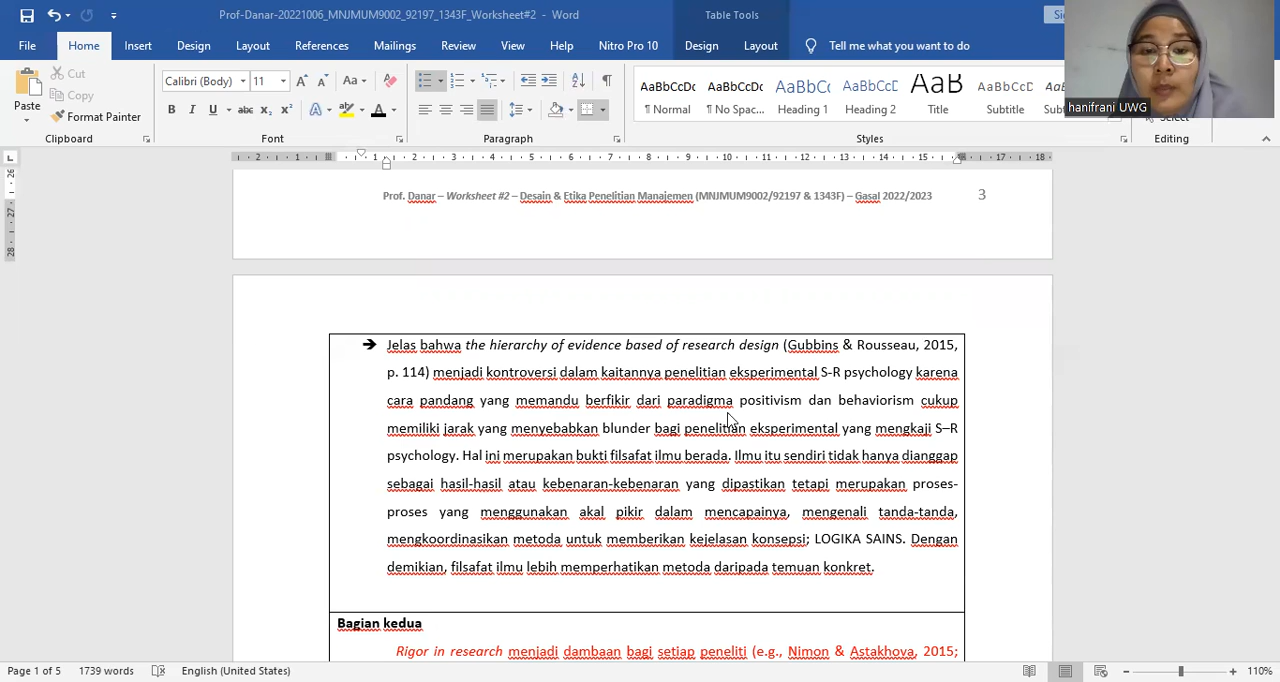 Prof-Danar-20221006_MNJMUM9002_92197_1343F_Worksheet#2 - Word
Table Tools
File Home Insert Design Layout References Mailings Review View Help Nitro Pro 10 Design Layout Tell me what you want to do
hanifrani UWG
Paste
Cut
Copy
Format Painter
Clipboard
Calibri (Body) 11
Font
Paragraph
AaBbCcDc AaBbCcDc AaBbCc AaBbCcC AaB AaBbCcC
¶ Normal ¶ No Spac... Heading 1 Heading 2 Title Subtitle
Styles
Select
Editing
Prof. Danar – Worksheet #2 – Desain & Etika Penelitian Manajemen (MNJMUM9002/92197 & 1343F) – Gasal 2022/2023 3
➔ Jelas bahwa the hierarchy of evidence based of research design (Gubbins & Rousseau, 2015,
p. 114) menjadi kontroversi dalam kaitannya penelitian eksperimental S-R psychology karena
cara pandang yang memandu berfikir dari paradigma positivism dan behaviorism cukup
memiliki jarak yang menyebabkan blunder bagi penelitian eksperimental yang mengkaji S–R
psychology. Hal ini merupakan bukti filsafat ilmu berada. Ilmu itu sendiri tidak hanya dianggap
sebagai hasil-hasil atau kebenaran-kebenaran yang dipastikan tetapi merupakan proses-
proses yang menggunakan akal pikir dalam mencapainya, mengenali tanda-tanda,
mengkoordinasikan metoda untuk memberikan kejelasan konsepsi; LOGIKA SAINS. Dengan
demikian, filsafat ilmu lebih memperhatikan metoda daripada temuan konkret.
Bagian kedua
Rigor in research menjadi dambaan bagi setiap peneliti (e.g., Nimon & Astakhova, 2015;
Page 1 of 5 1739 words English (United States) 110%